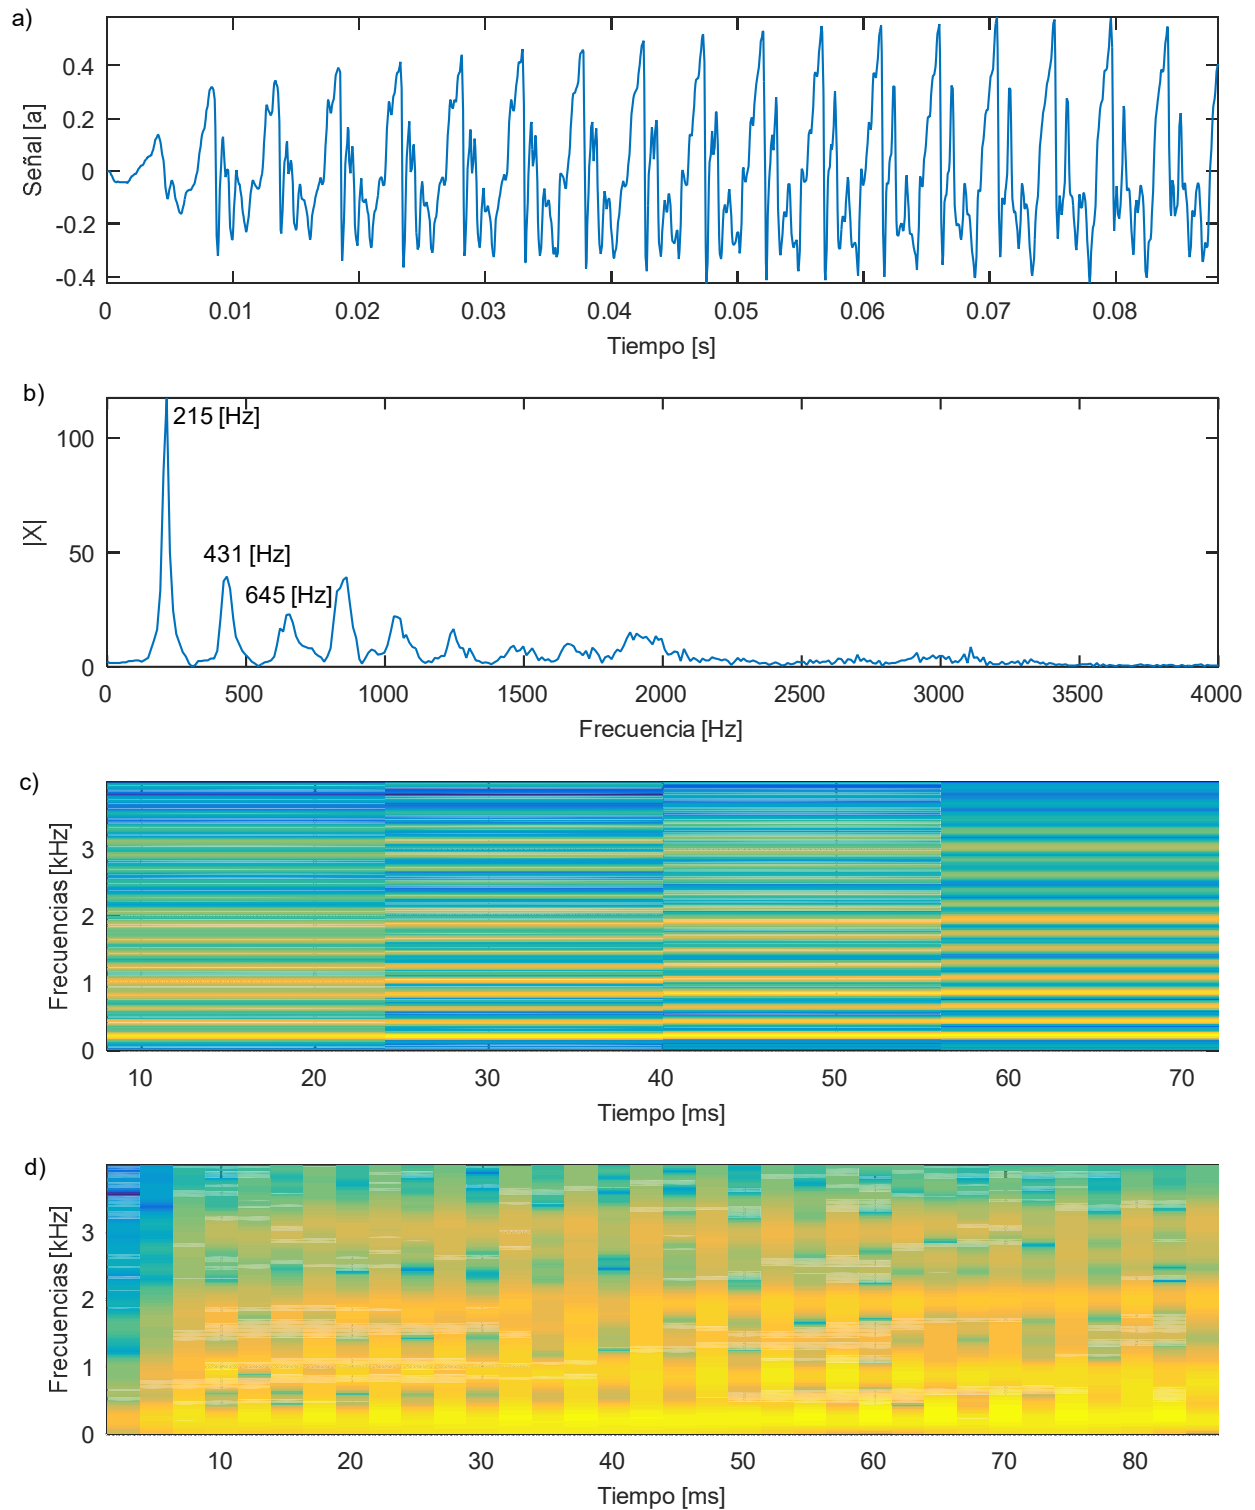 a)
Señal [a]
0.4
0.2
0
-0.2
-0.4
0 0.01 0.02 0.03 0.04 0.05 0.06 0.07 0.08
Tiempo [s]
b)
|X|
100
50
0
215 [Hz]
431 [Hz]
645 [Hz]
0 500 1000 1500 2000 2500 3000 3500 4000
Frecuencia [Hz]
c)
Frecuencias [kHz]
3
2
1
0
10 20 30 40 50 60 70
Tiempo [ms]
d)
Frecuencias [kHz]
3
2
1
0
10 20 30 40 50 60 70 80
Tiempo [ms]